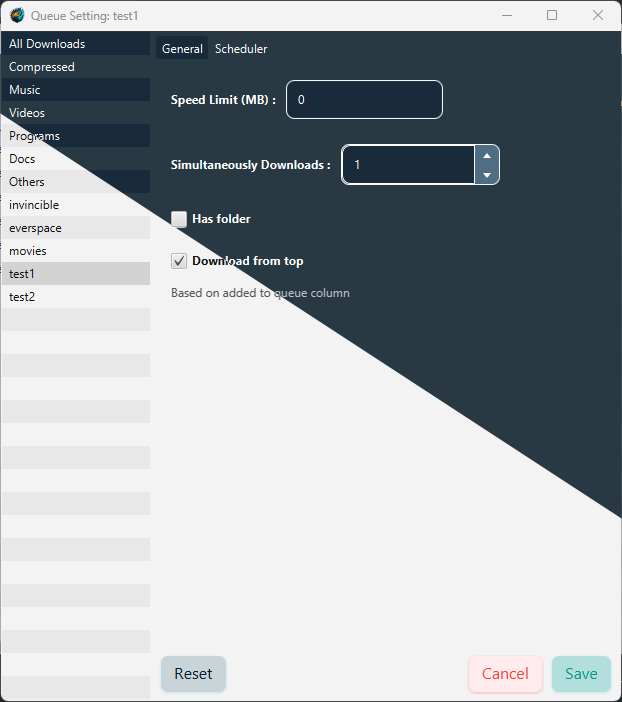 Queue Setting: test1
All Downloads
Compressed
Music
Videos
Programs
Docs
Others
invincible
everspace
movies
test1
test2
General Scheduler
Speed Limit (MB) : 0
Simultaneously Downloads : 1
Has folder
Download from top
Based on added to queue column
Reset Cancel Save